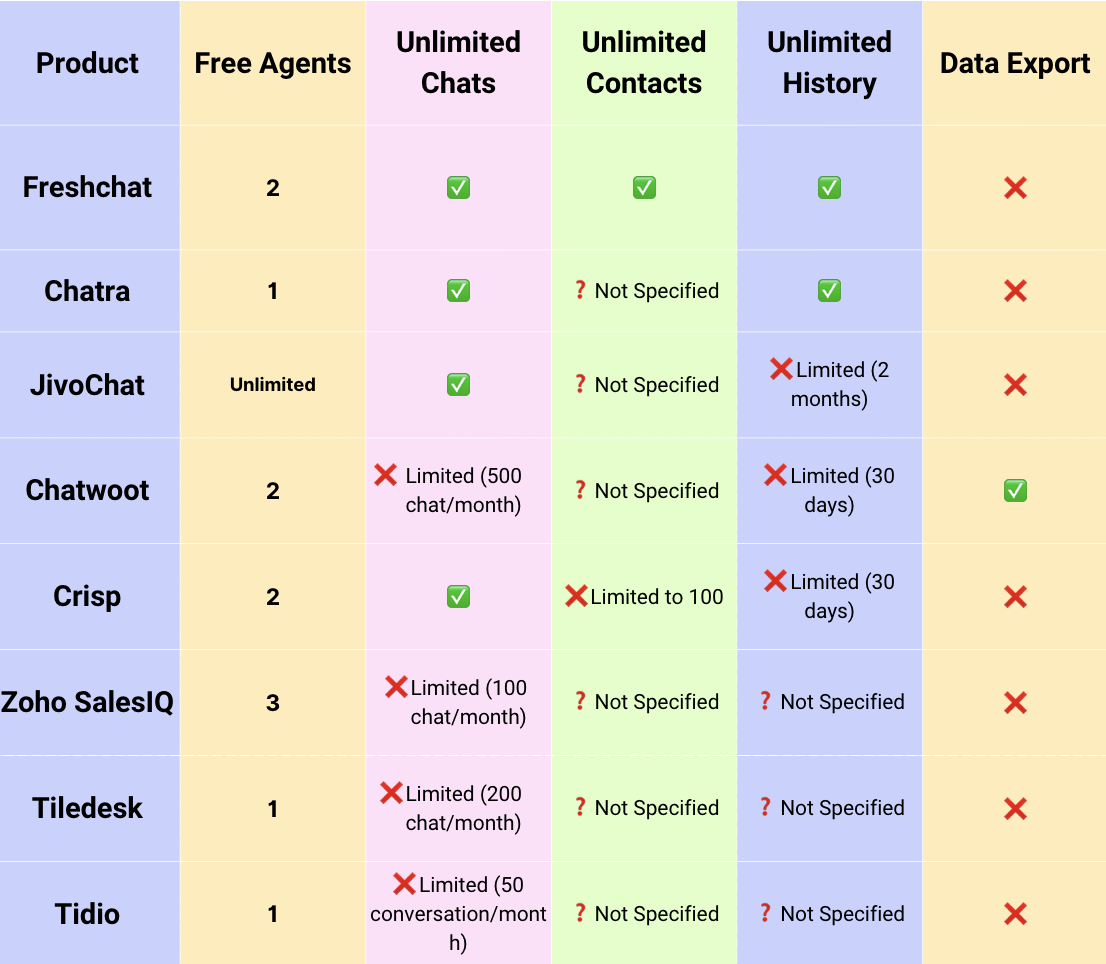 Product
Free Agents
Unlimited
Chats
Unlimited
Contacts
Unlimited
History
Data Export
Freshchat
2
✅
✅
✅
❌
Chatra
1
✅
❓ Not Specified
✅
❌
JivoChat
Unlimited
✅
❓ Not Specified
❌Limited (2
months)
❌
Chatwoot
2
❌ Limited (500
chat/month)
❓ Not Specified
❌Limited (30
days)
✅
Crisp
2
✅
❌Limited to 100
❌Limited (30
days)
❌
Zoho SalesIQ
3
❌Limited (100
chat/month)
❓ Not Specified
❓ Not Specified
❌
Tiledesk
1
❌Limited (200
chat/month)
❓ Not Specified
❓ Not Specified
❌
Tidio
1
❌Limited (50
conversation/mont
h)
❓ Not Specified
❓ Not Specified
❌